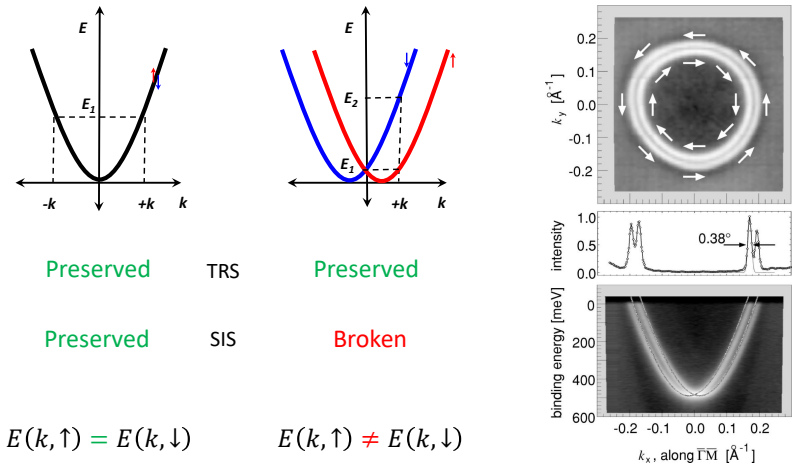 E
E₁
-k
+k
k
↑↓
E
↓
↑
E₂
E₁
+k
k
Preserved TRS Preserved
Preserved SIS Broken
E(k,↑) = E(k,↓)
E(k,↑) ≠ E(k,↓)
k_y [Å⁻¹]
0.2
0.1
0.0
-0.1
-0.2
intensity
1.0
0.5
0.0
0.38°
binding energy [meV]
0
200
400
600
-0.2 -0.1 0.0 0.1 0.2
kₓ, along Γ̅M̅ [Å⁻¹]